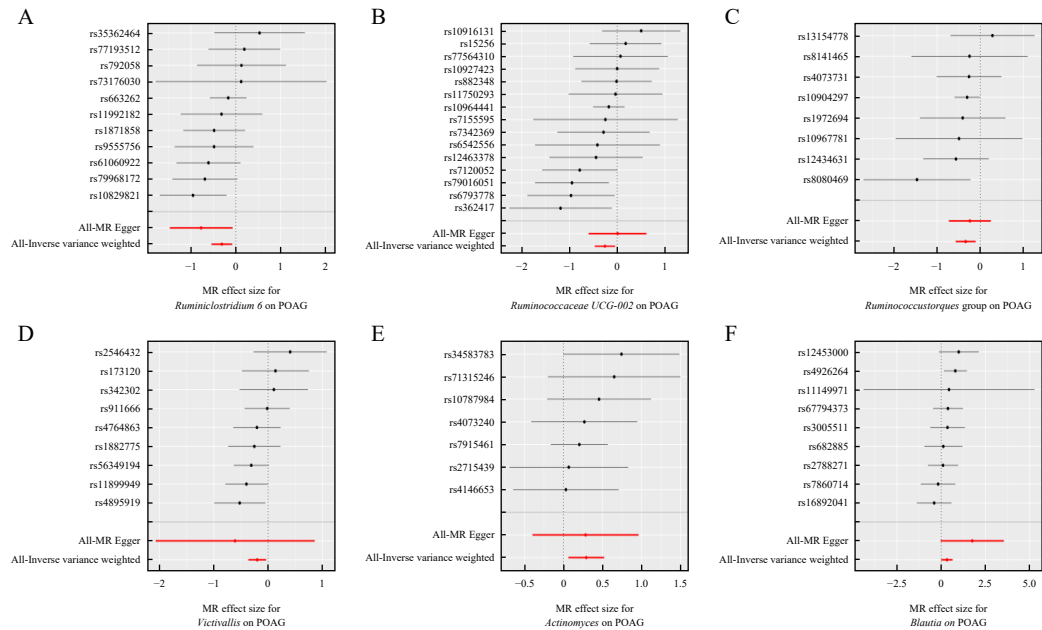 A
rs35362464
rs77193512
rs792058
rs73176030
rs663262
rs11992182
rs1871858
rs9555756
rs61060922
rs79968172
rs10829821
All-MR Egger
All-Inverse variance weighted
−1 0 1 2
MR effect size for
Ruminiclostridium 6 on POAG
B
rs10916131
rs15256
rs77564310
rs10927423
rs882348
rs11750293
rs10964441
rs7155595
rs7342369
rs6542556
rs12463378
rs7120052
rs79016051
rs6793778
rs362417
All-MR Egger
All-Inverse variance weighted
−2 −1 0 1
MR effect size for
Ruminococcaceae UCG-002 on POAG
C
rs13154778
rs8141465
rs4073731
rs10904297
rs1972694
rs10967781
rs12434631
rs8080469
All-MR Egger
All-Inverse variance weighted
−2 −1 0 1
MR effect size for
Ruminococcustorques group on POAG
D
rs2546432
rs173120
rs342302
rs911666
rs4764863
rs1882775
rs56349194
rs11899949
rs4895919
All-MR Egger
All-Inverse variance weighted
−2 −1 0 1
MR effect size for
Victivallis on POAG
E
rs34583783
rs71315246
rs10787984
rs4073240
rs7915461
rs2715439
rs4146653
All-MR Egger
All-Inverse variance weighted
−0.5 0 0.5 1.0 1.5
MR effect size for
Actinomyces on POAG
F
rs12453000
rs4926264
rs11149971
rs67794373
rs3005511
rs682885
rs2788271
rs7860714
rs16892041
All-MR Egger
All-Inverse variance weighted
−2.5 0 2.5 5.0
MR effect size for
Blautia on POAG